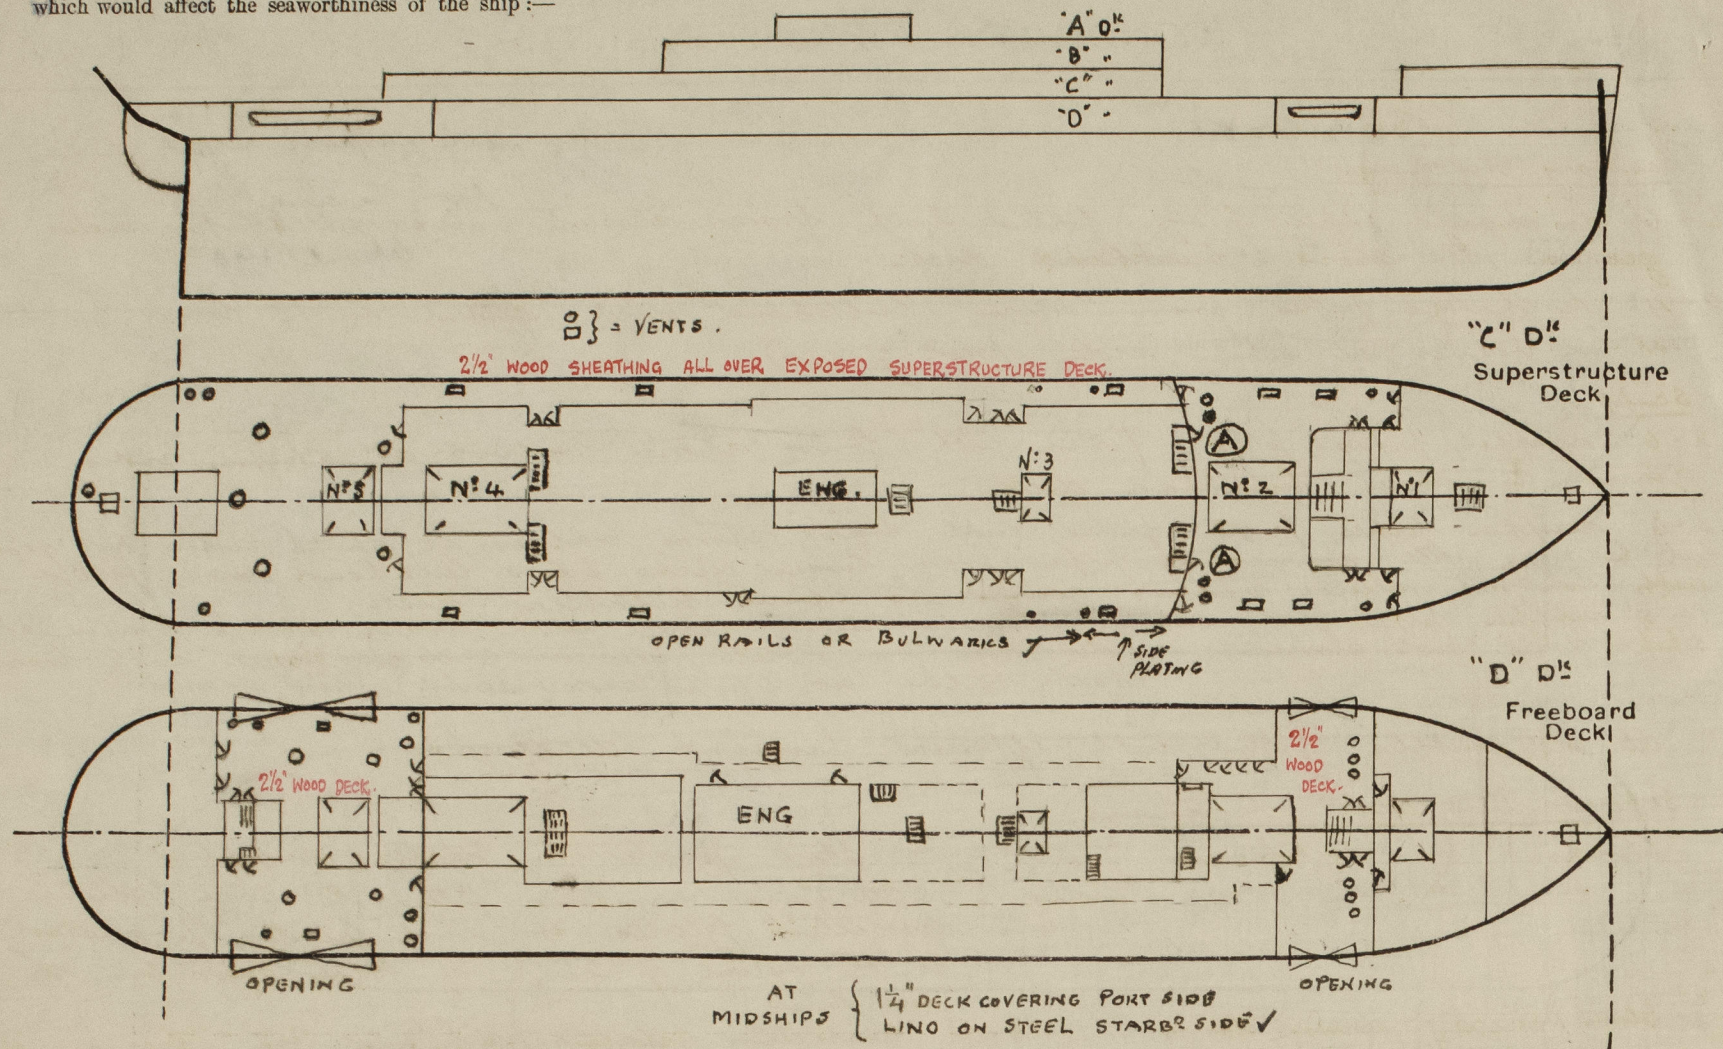 which would affect the seaworthiness of the ship :—
"A" Dk
"B" "
"C" "
"D" "
} = VENTS .
"C" Dk
Superstructure
Deck
2½" WOOD SHEATHING ALL OVER EXPOSED SUPERSTRUCTURE DECK.
No 5
No 4
ENG.
No 3
A
No 2
No 1
A
OPEN RAILS OR BULWARKS
SIDE
PLATING
"D" Dk
Freeboard
Deck
2½" WOOD DECK.
2½"
WOOD
DECK.
ENG
OPENING
OPENING
AT
MIDSHIPS
{ 1¼" DECK COVERING PORT SIDE
LINO ON STEEL STARBD SIDE ✓